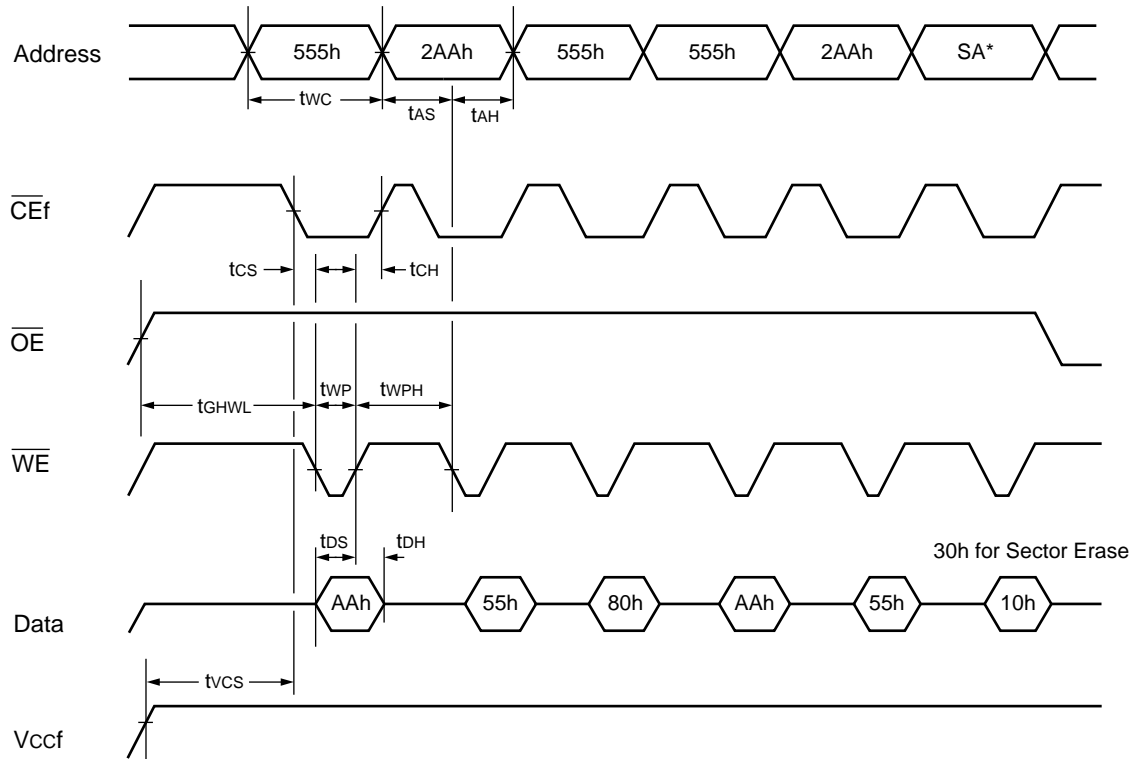 Address 555h 2AAh 555h 555h 2AAh SA*
tWC tAS tAH
CEf
tCS tCH
OE
tGHWL tWP tWPH
WE
tDS tDH
30h for Sector Erase
Data AAh 55h 80h AAh 55h 10h
tVCS
VCCf